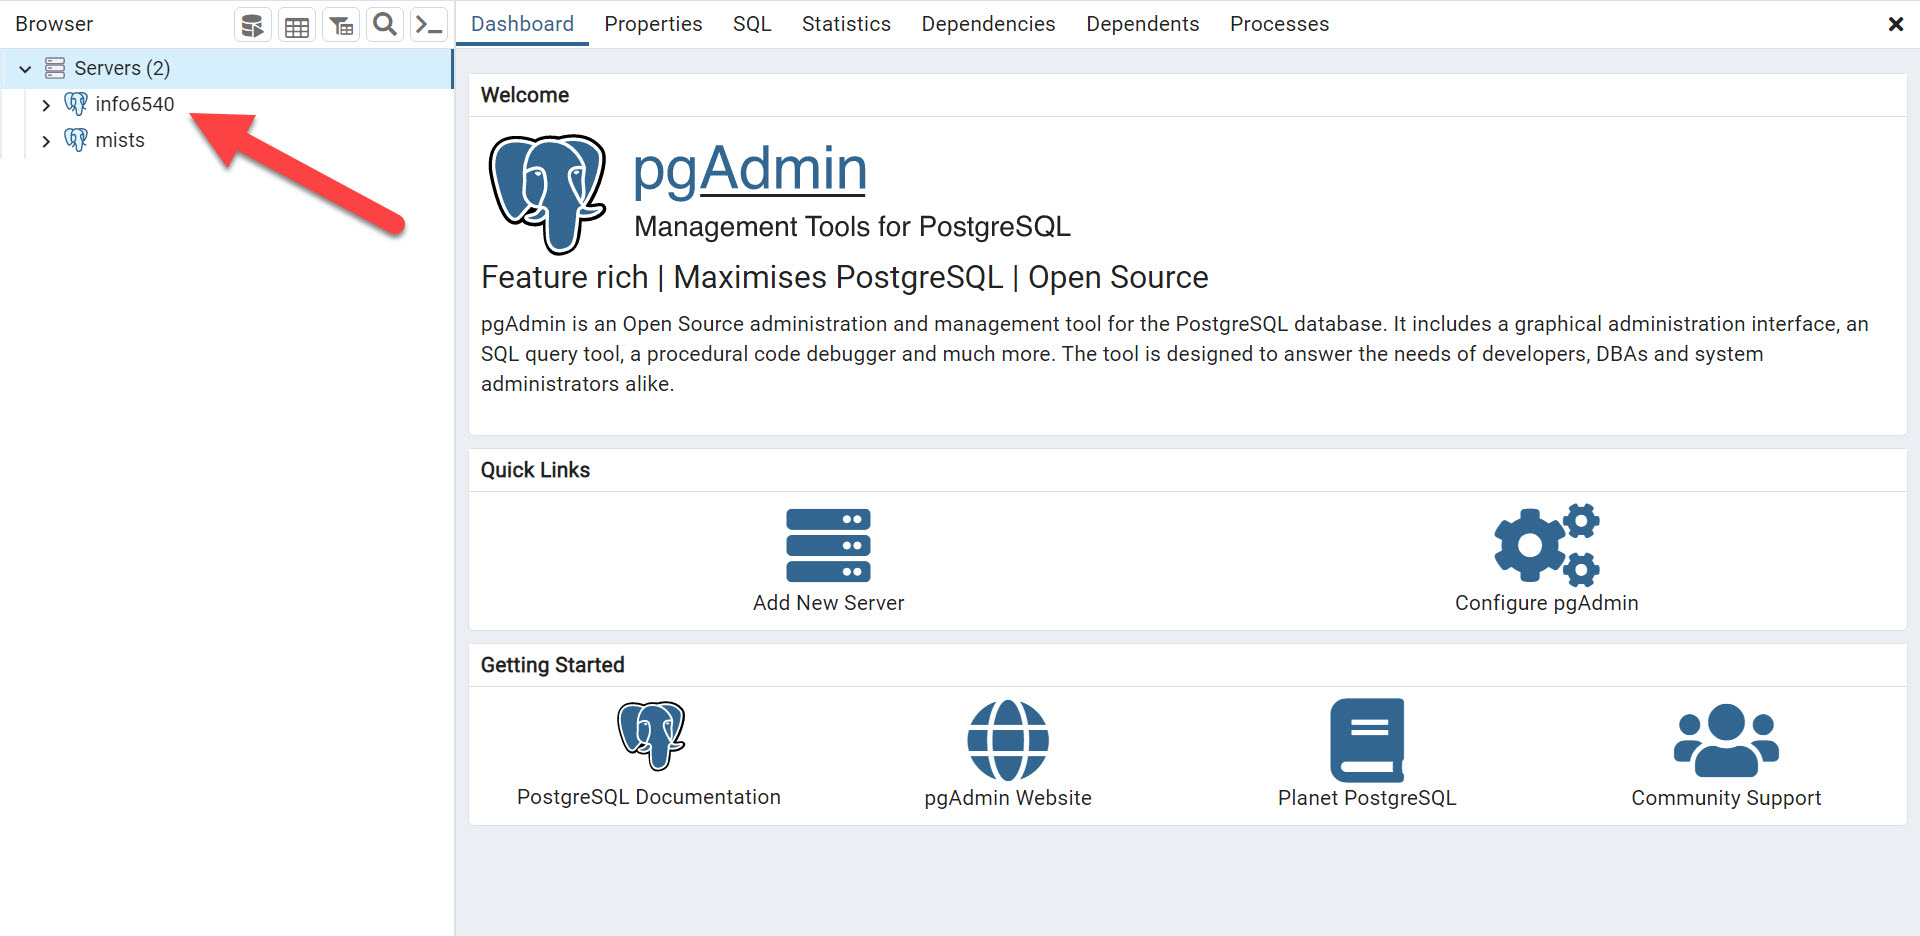 Browser
Dashboard Properties SQL Statistics Dependencies Dependents Processes
Servers (2)
info6540
mists
Welcome
pgAdmin
Management Tools for PostgreSQL
Feature rich | Maximises PostgreSQL | Open Source
pgAdmin is an Open Source administration and management tool for the PostgreSQL database. It includes a graphical administration interface, an
SQL query tool, a procedural code debugger and much more. The tool is designed to answer the needs of developers, DBAs and system
administrators alike.
Quick Links
Add New Server
Configure pgAdmin
Getting Started
PostgreSQL Documentation
pgAdmin Website
Planet PostgreSQL
Community Support